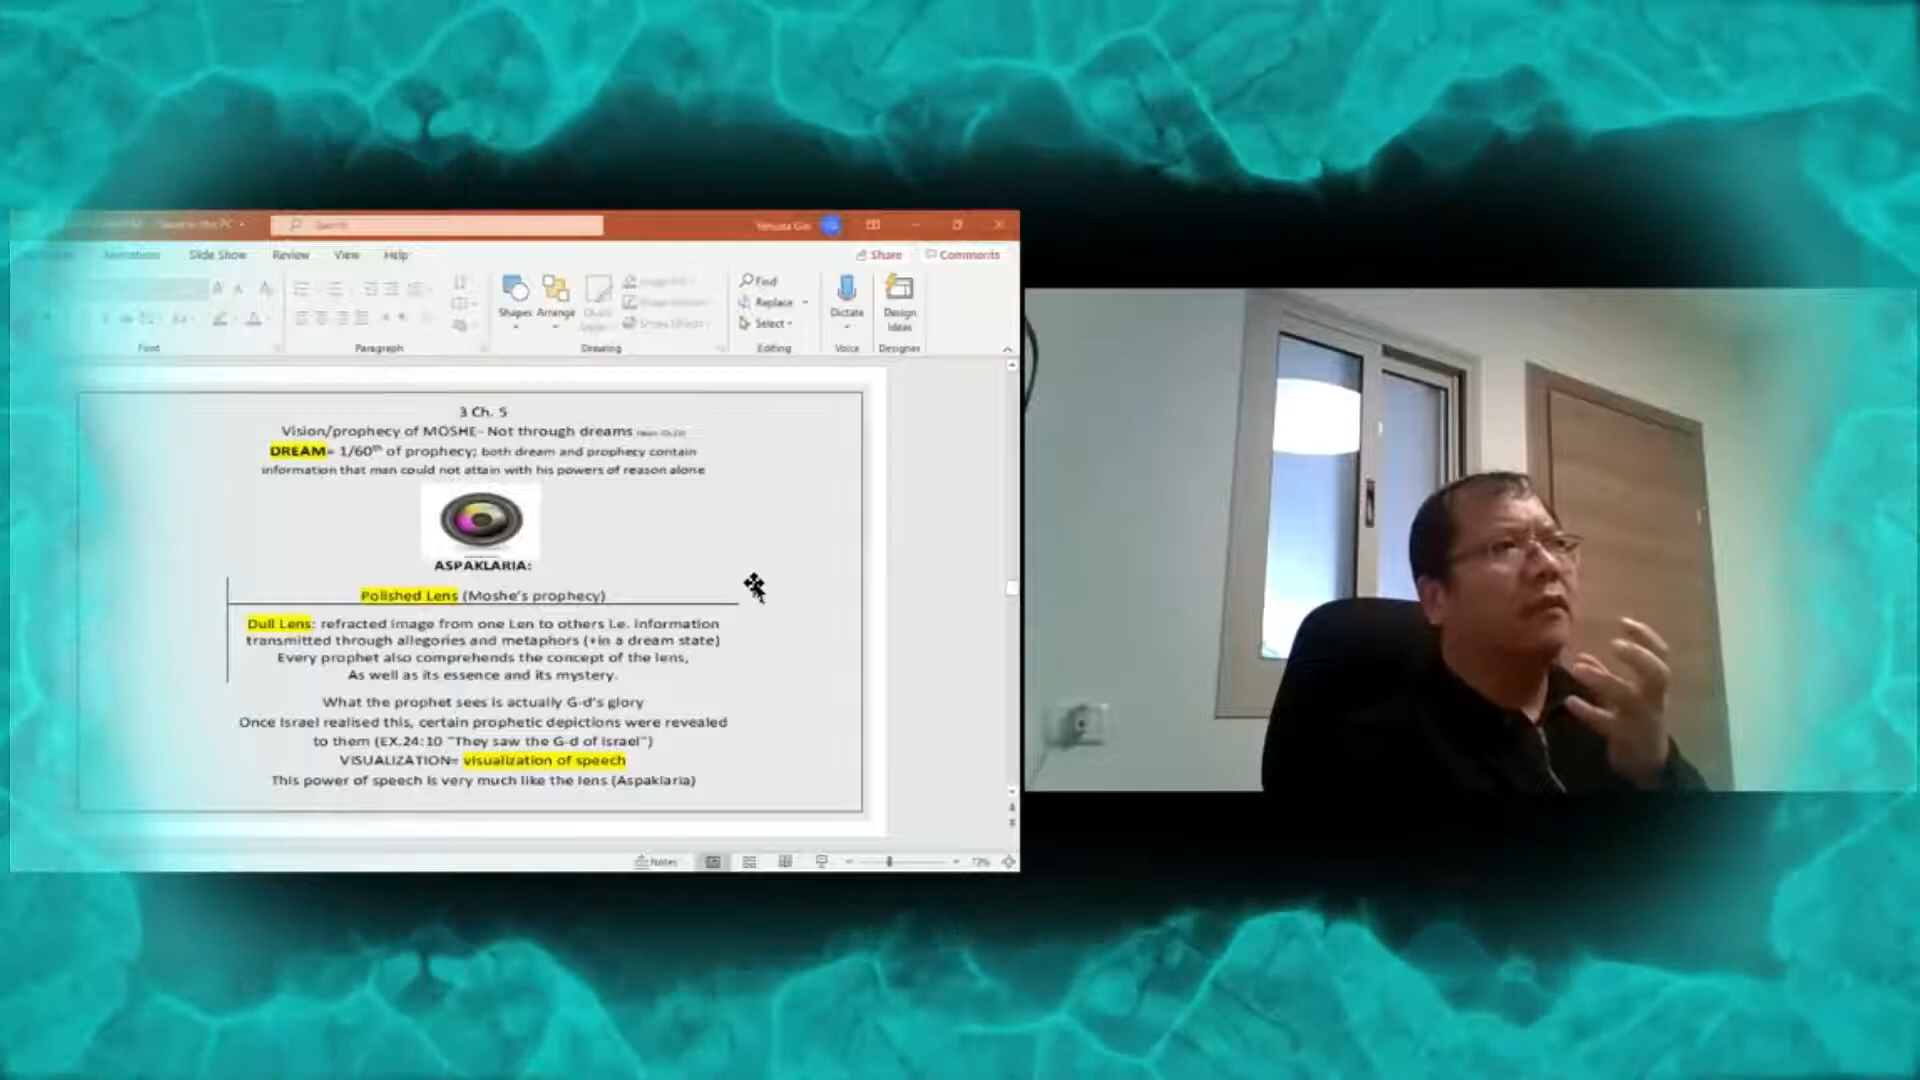 Search
Slide Show Review View Help Share Comments
Shapes Arrange Quick
Find
Replace
Select
Dictate
Design
Ideas
Font Paragraph Drawing Editing Voice Designer
3 Ch. 5
Vision/prophecy of MOSHE- Not through dreams
DREAM= 1/60th of prophecy; both dream and prophecy contain
information that man could not attain with his powers of reason alone
ASPAKLARIA:
Polished Lens (Moshe's prophecy)
Dull Lens: refracted image from one Len to others i.e. information
transmitted through allegories and metaphors (+in a dream state)
Every prophet also comprehends the concept of the lens,
As well as its essence and its mystery.
What the prophet sees is actually G-d's glory
Once Israel realised this, certain prophetic depictions were revealed
to them (EX.24:10 "They saw the G-d of Israel")
VISUALIZATION= visualization of speech
This power of speech is very much like the lens (Aspaklaria)
Notes